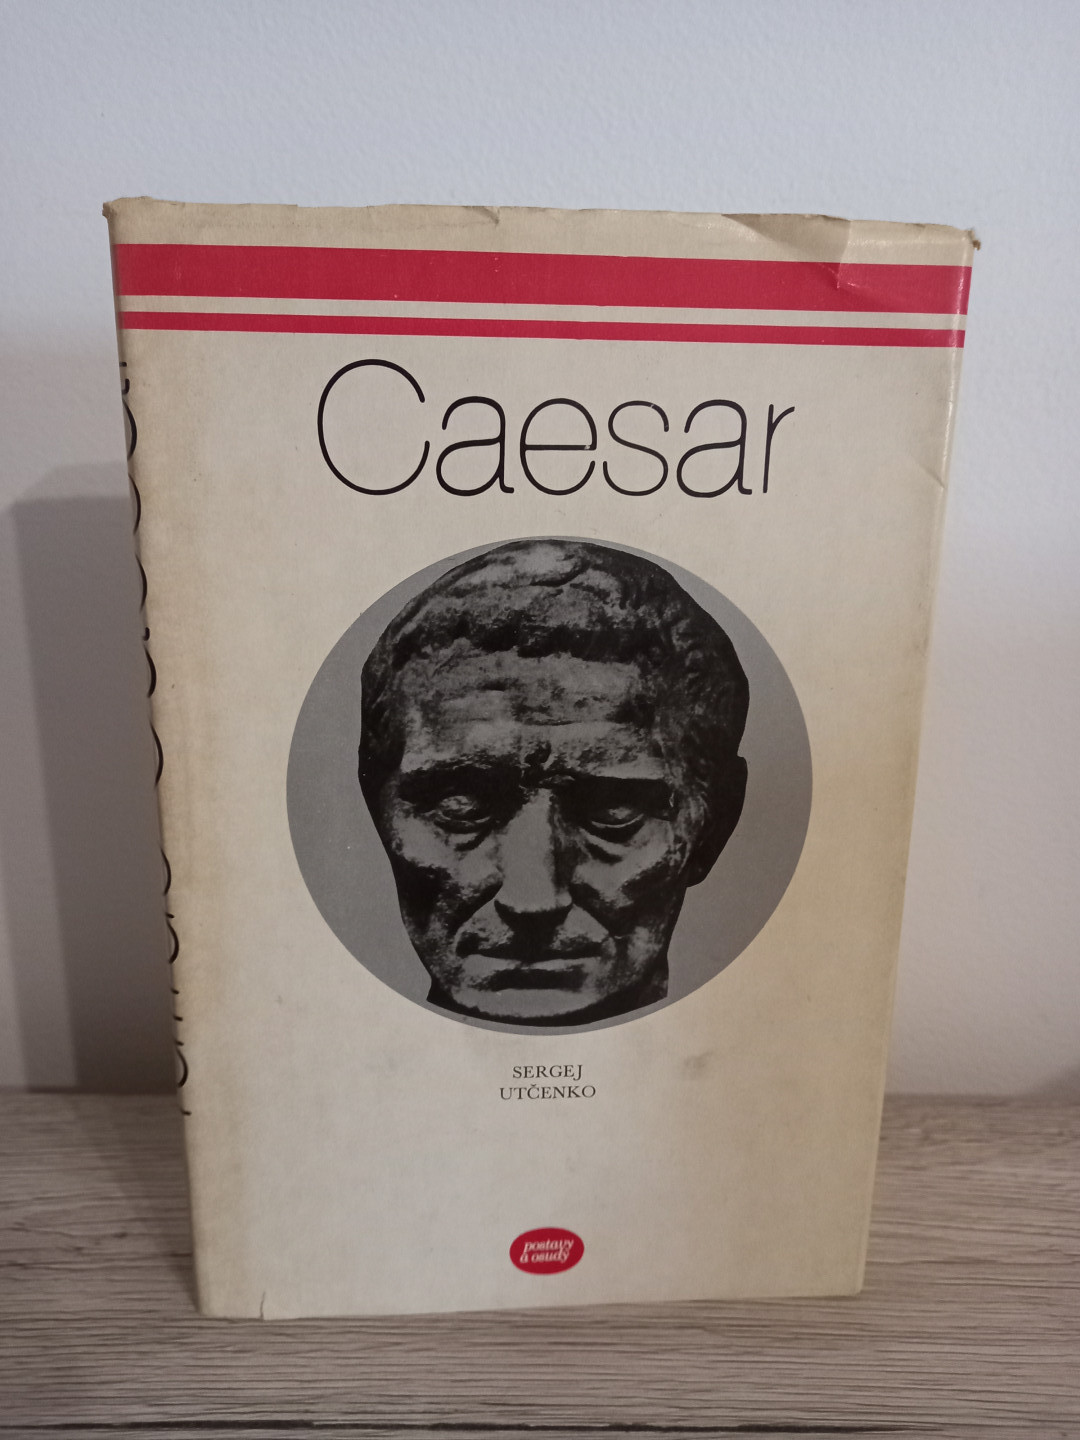 Caesar
SERGEJ
UTČENKO
postavy
a osudy